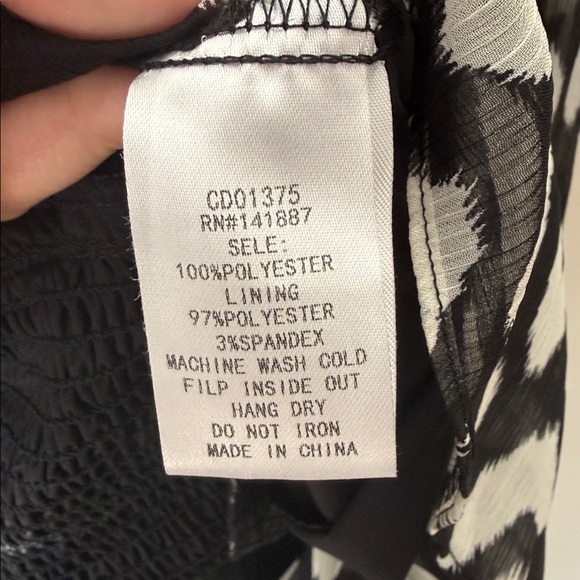 CD01375
RN#141887
SELE:
100%POLYESTER
LINING
97%POLYESTER
3%SPANDEX
MACHINE WASH COLD
FILP INSIDE OUT
HANG DRY
DO NOT IRON
MADE IN CHINA